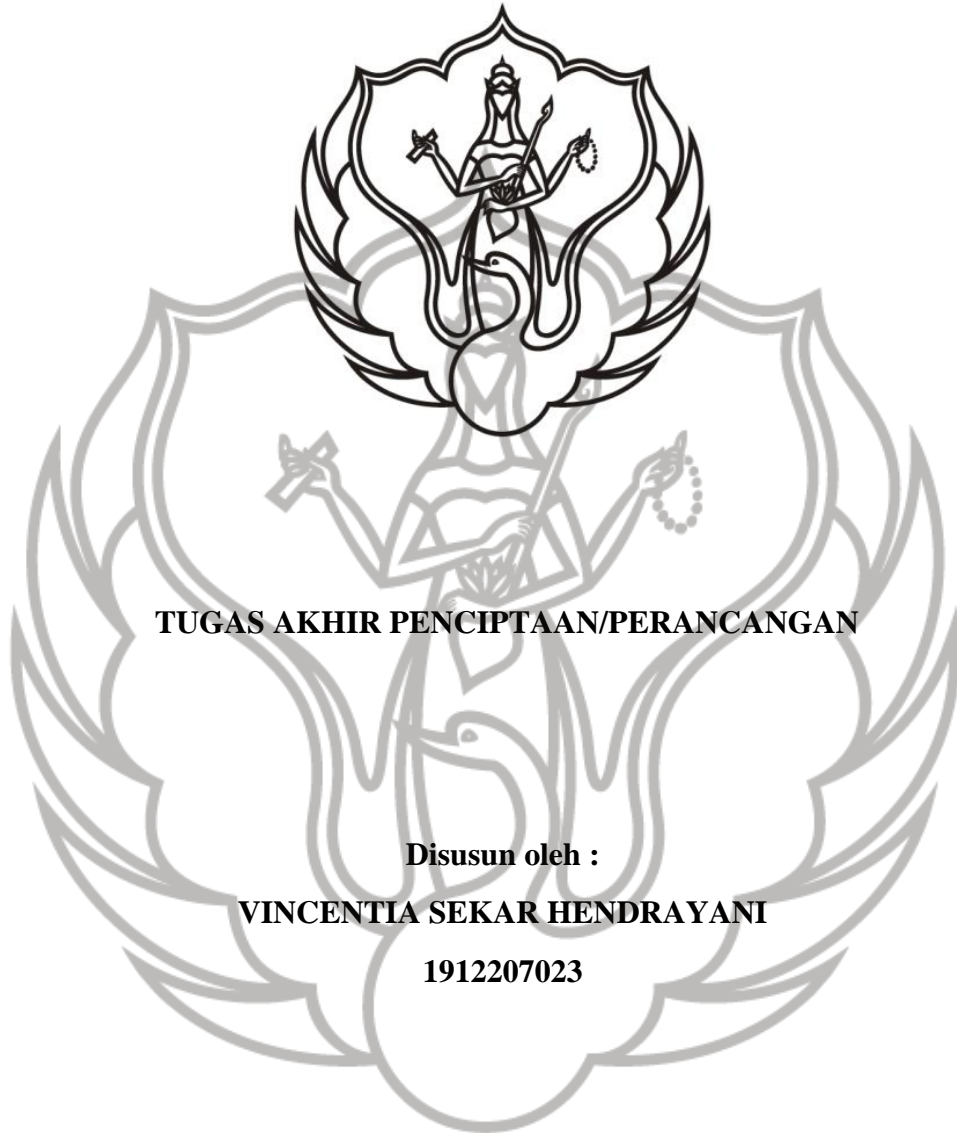 TUGAS AKHIR PENCIPTAAN/PERANCANGAN
Disusun oleh :
VINCENTIA SEKAR HENDRAYANI
1912207023